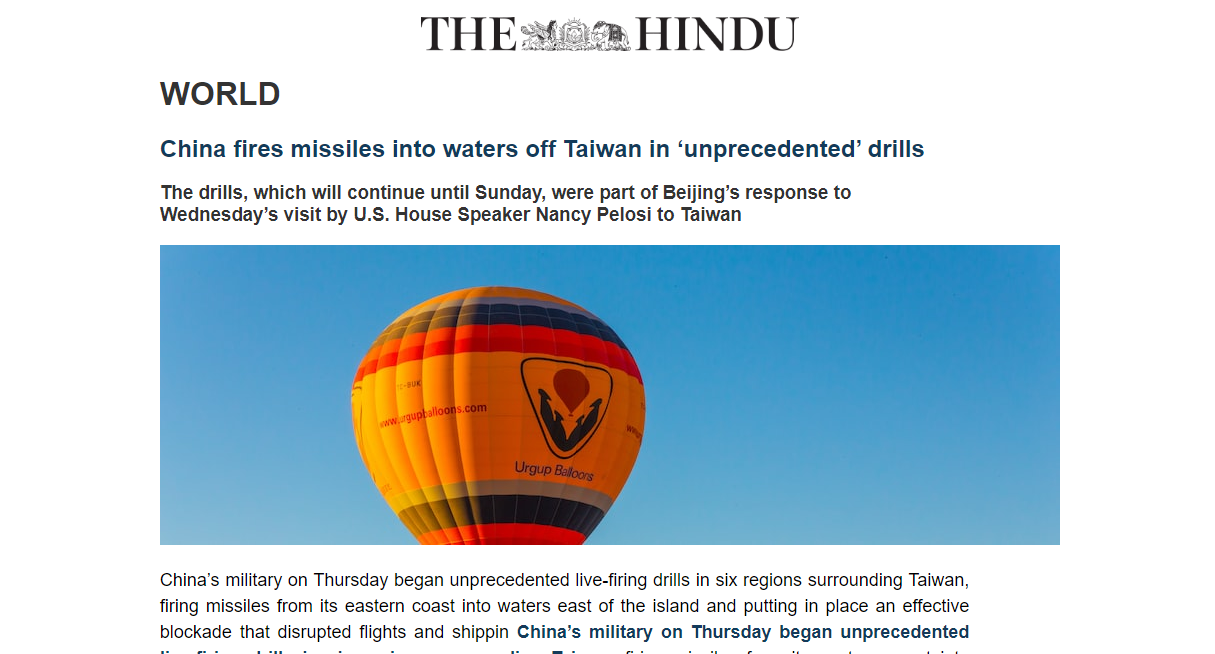 THE HINDU
WORLD
China fires missiles into waters off Taiwan in ‘unprecedented’ drills
The drills, which will continue until Sunday, were part of Beijing’s response to
Wednesday’s visit by U.S. House Speaker Nancy Pelosi to Taiwan
TC-BUK
www.urgupballoons.com
Urgup Balloons
China’s military on Thursday began unprecedented live-firing drills in six regions surrounding Taiwan,
firing missiles from its eastern coast into waters east of the island and putting in place an effective
blockade that disrupted flights and shippin China’s military on Thursday began unprecedented